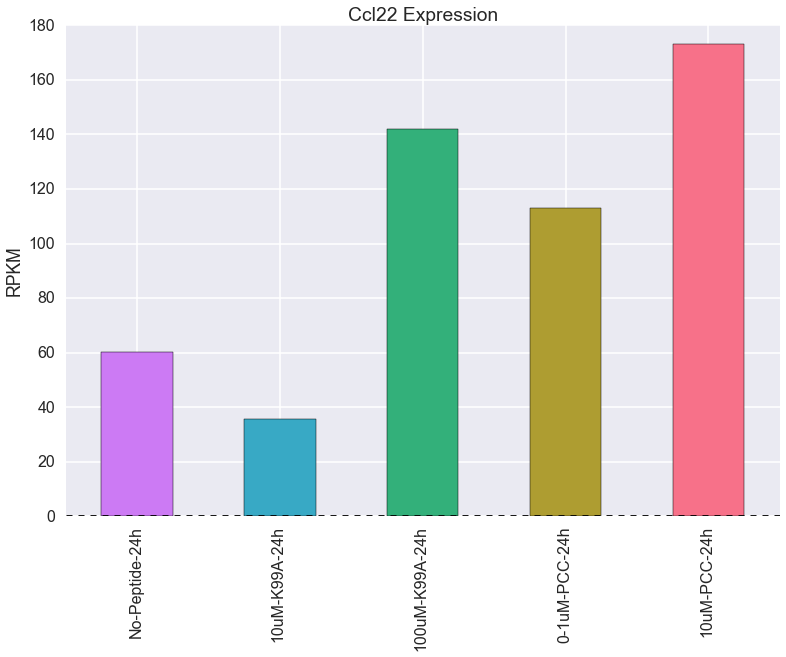 Ccl22 Expression
180
160
140
120
100
80
60
40
20
0
RPKM
No-Peptide-24h
10uM-K99A-24h
100uM-K99A-24h
0-1uM-PCC-24h
10uM-PCC-24h